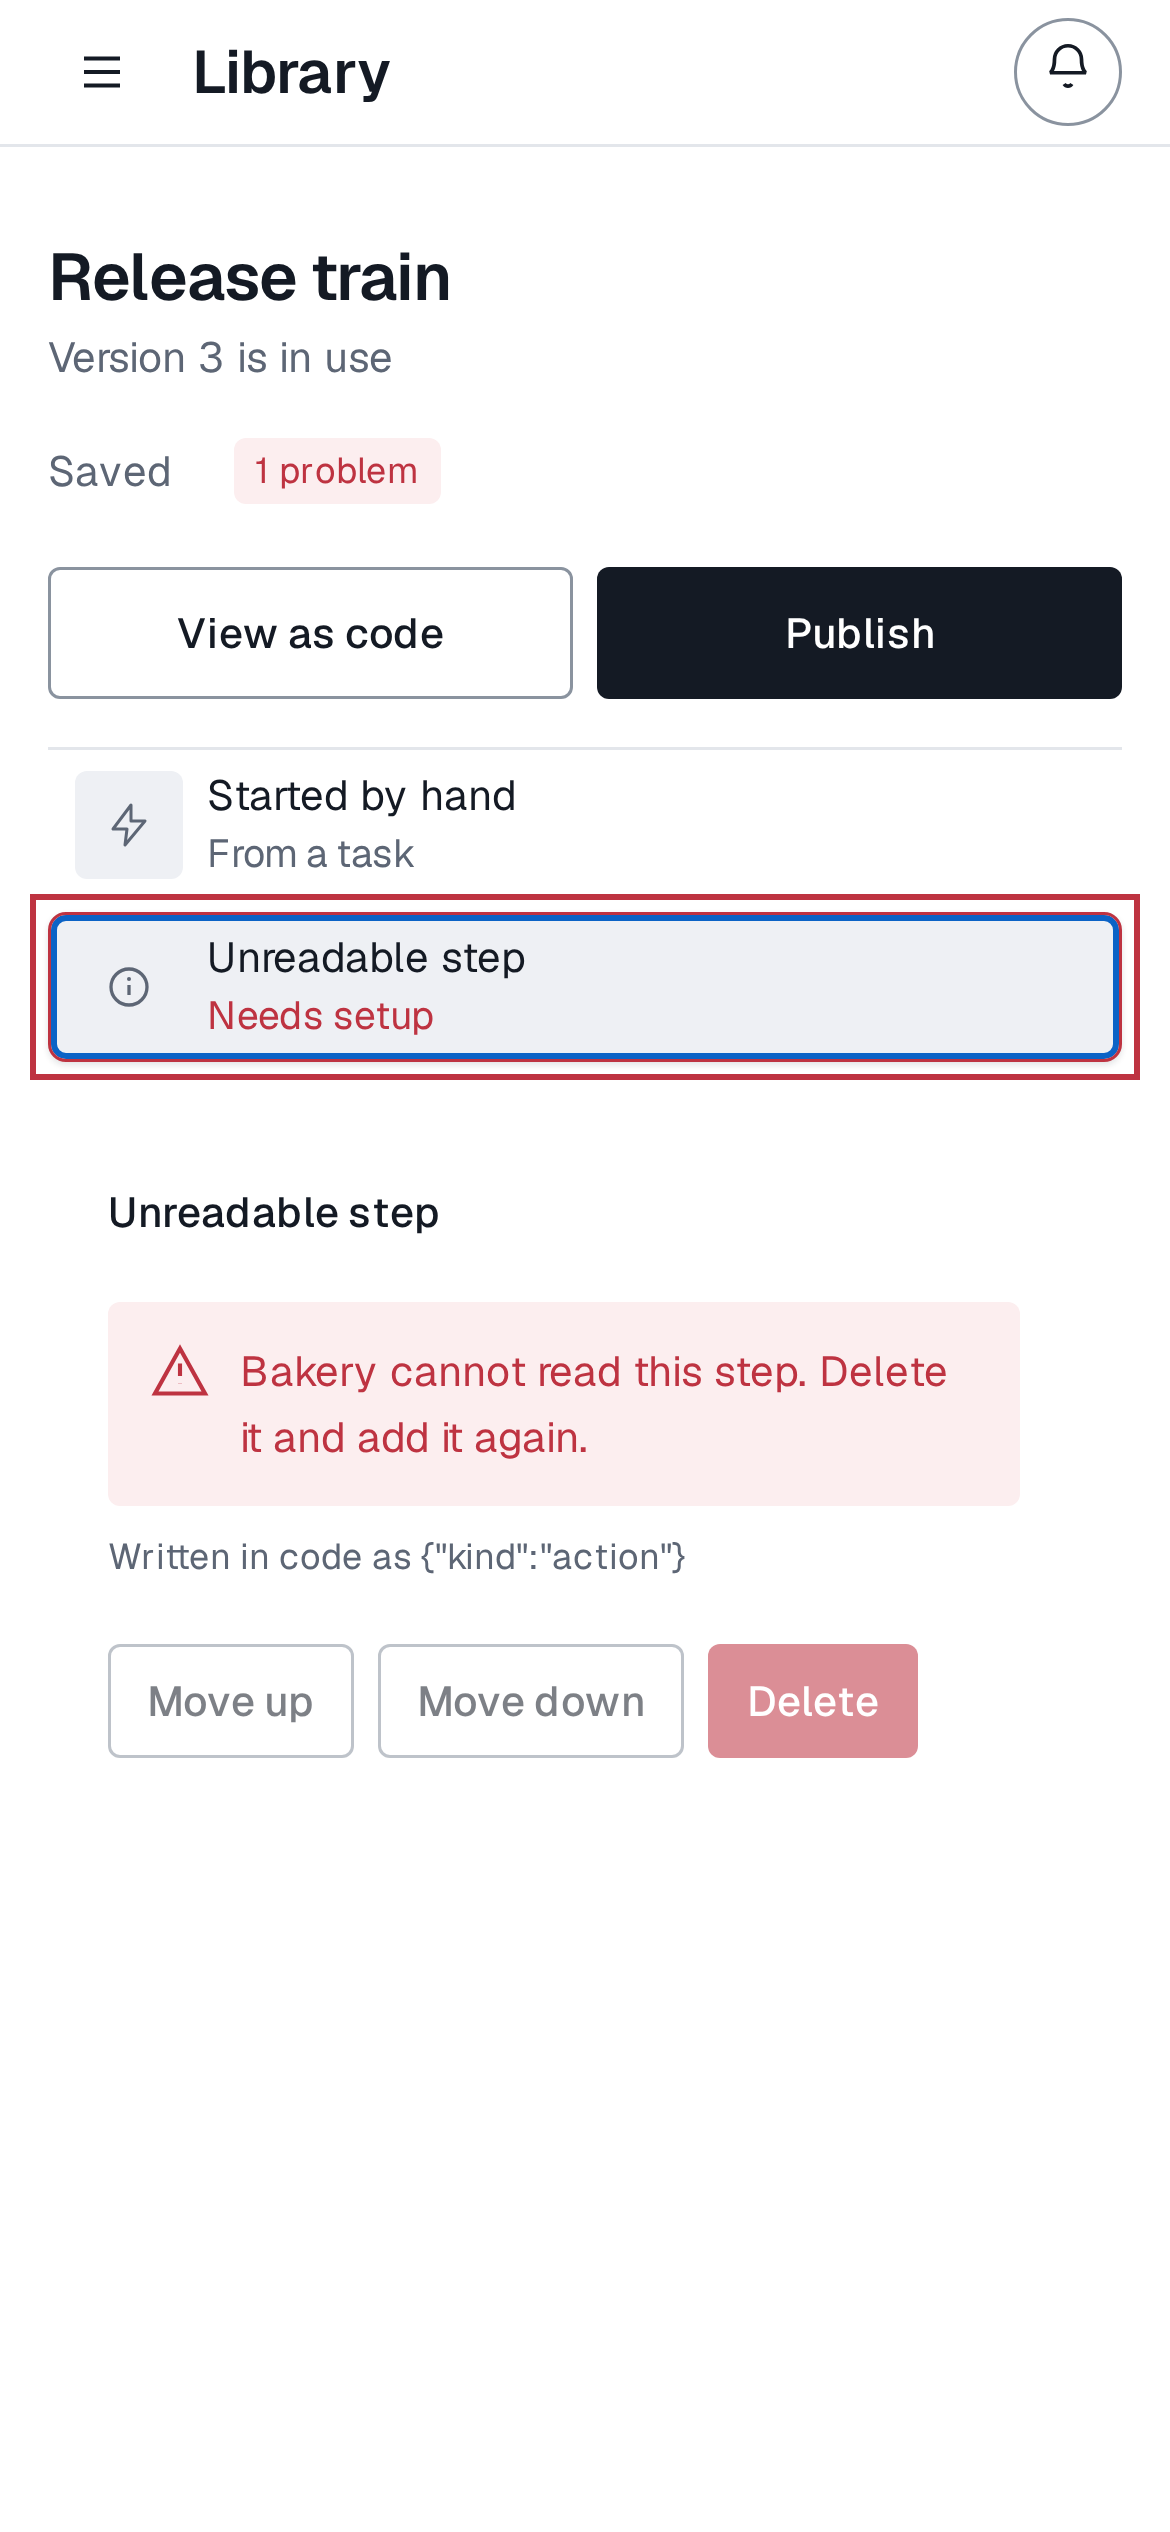 Library
Release train
Version 3 is in use
Saved
1 problem
View as code
Publish
Started by hand
From a task
Unreadable step
Needs setup
Unreadable step
Bakery cannot read this step. Delete
it and add it again.
Written in code as {"kind":"action"}
Move up
Move down
Delete